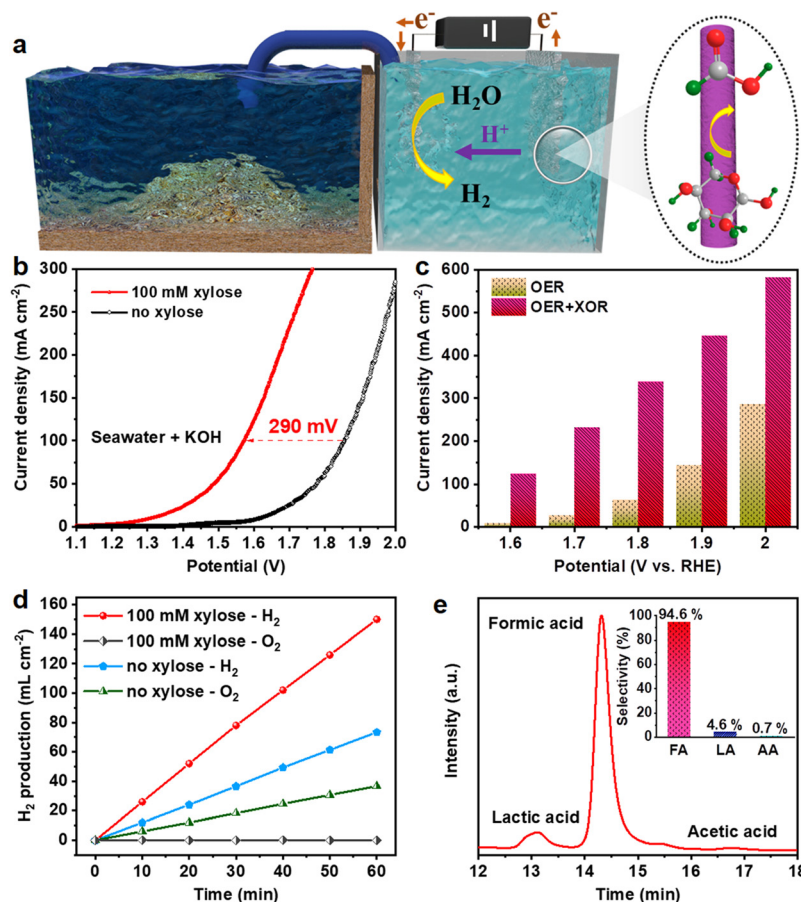 a
e-
e-
H2O
H+
H2
b
300
250
200
150
100
50
0
Current density (mA cm-2)
100 mM xylose
no xylose
290 mV
Seawater + KOH
1.1 1.2 1.3 1.4 1.5 1.6 1.7 1.8 1.9 2.0
Potential (V)
c
600
500
400
300
200
100
0
Current density (mA cm-2)
OER
OER+XOR
1.6 1.7 1.8 1.9 2
Potential (V vs. RHE)
d
160
140
120
100
80
60
40
20
0
H2 production (mL cm-2)
100 mM xylose - H2
100 mM xylose - O2
no xylose - H2
no xylose - O2
0 10 20 30 40 50 60
Time (min)
e
Intensity (a.u.)
Formic acid
Lactic acid
Acetic acid
12 13 14 15 16 17 18
Time (min)
Selectivity (%)
100
80
60
40
20
0
94.6 %
4.6 %
0.7 %
FA LA AA